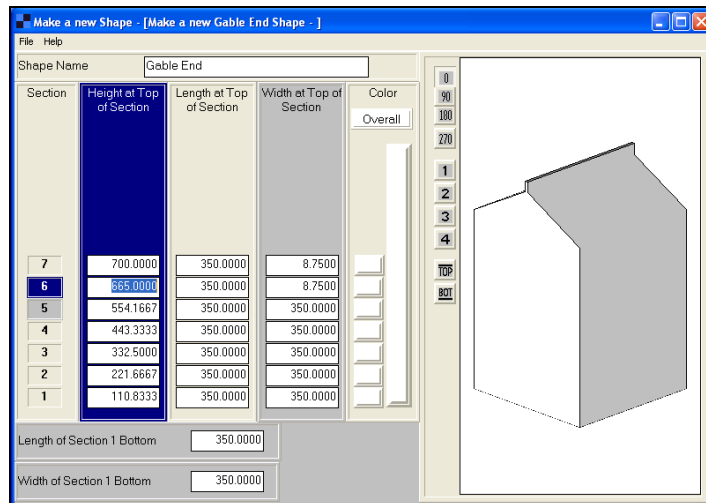 Make a new Shape - [Make a new Gable End Shape - ]
File Help
Shape Name Gable End
Section Height at Top of Section Length at Top of Section Width at Top of Section Color
Overall
7 700.0000 350.0000 8.7500
6 665.0000 350.0000 8.7500
5 554.1667 350.0000 350.0000
4 443.3333 350.0000 350.0000
3 332.5000 350.0000 350.0000
2 221.6667 350.0000 350.0000
1 110.8333 350.0000 350.0000
Length of Section 1 Bottom 350.0000
Width of Section 1 Bottom 350.0000
0
90
180
270
1
2
3
4
TOP
BOT